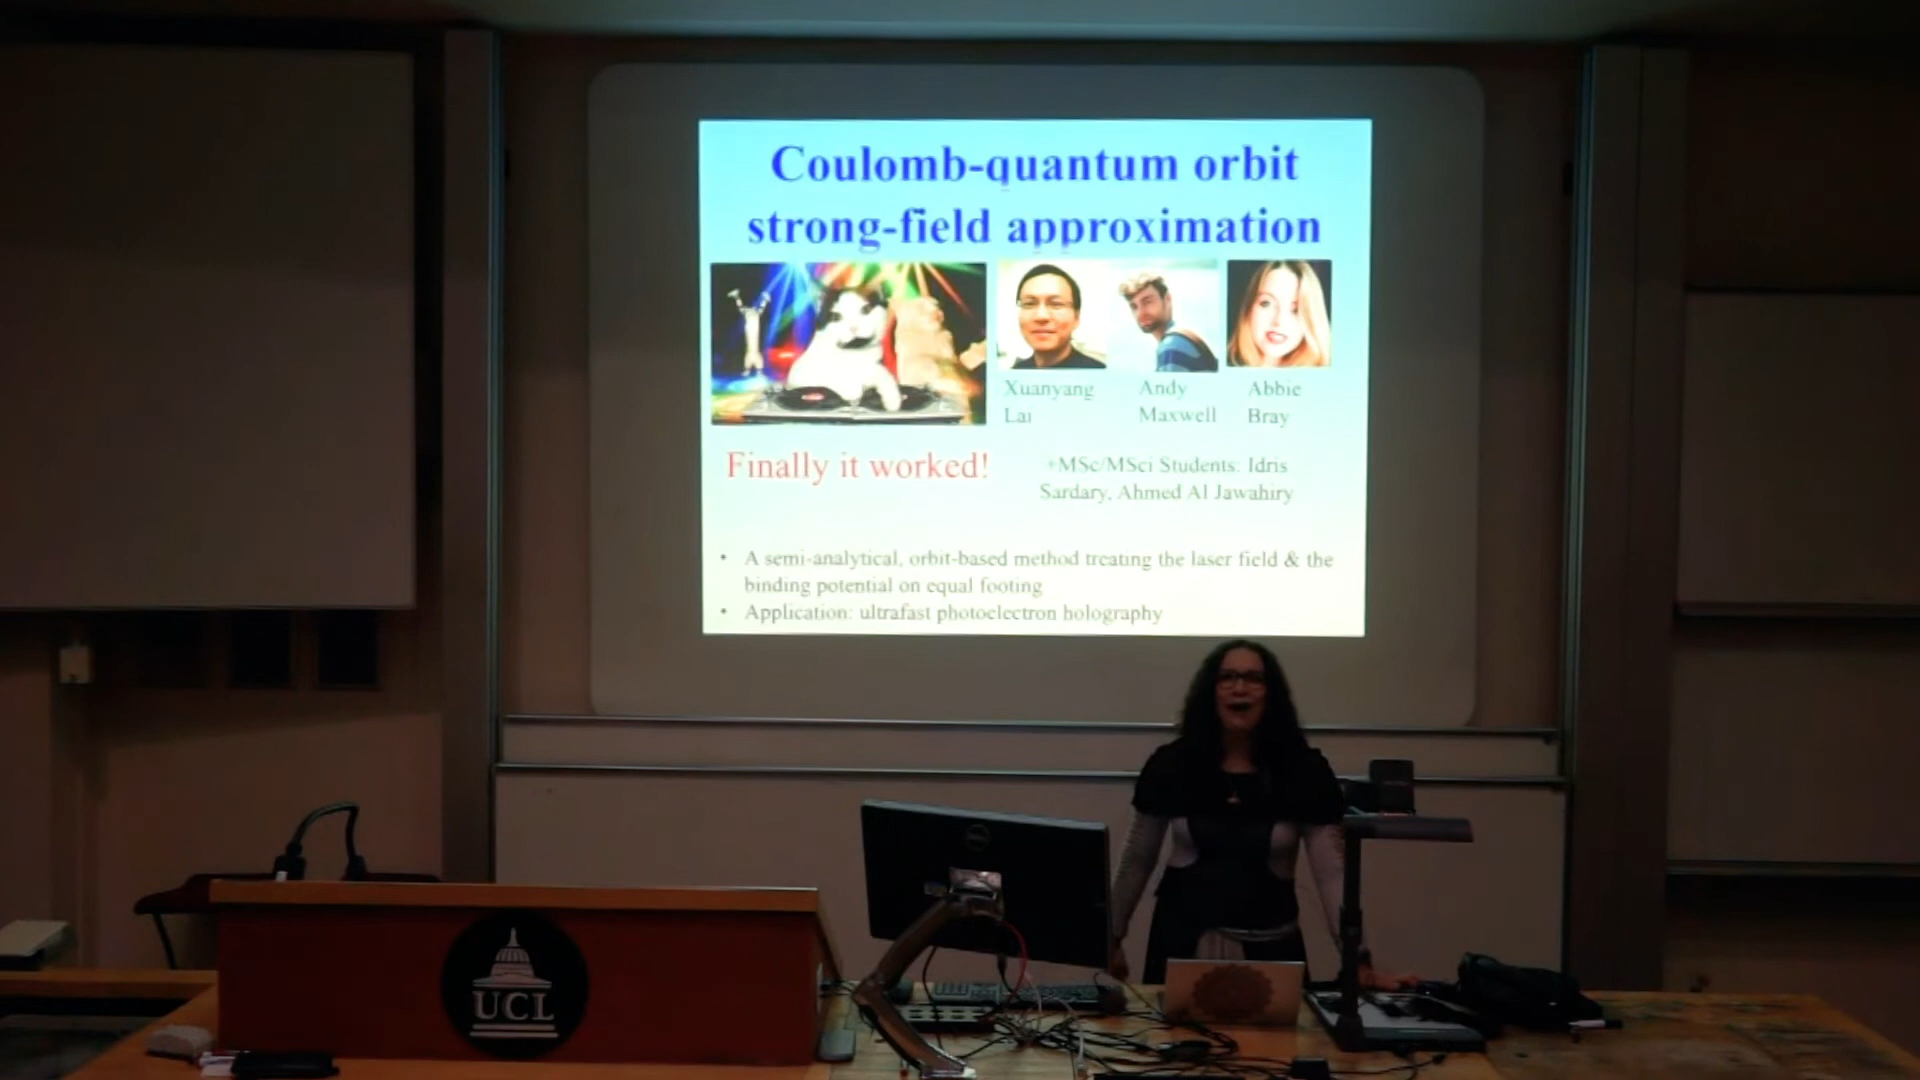 Coulomb-quantum orbit
strong-field approximation
Xuanyang
Lai
Andy
Maxwell
Abbie
Bray
Finally it worked!
+MSc/MSci Students: Idris
Sardary, Ahmed Al Jawahiry
• A semi-analytical, orbit-based method treating the laser field & the
binding potential on equal footing
• Application: ultrafast photoelectron holography
DELL
UCL